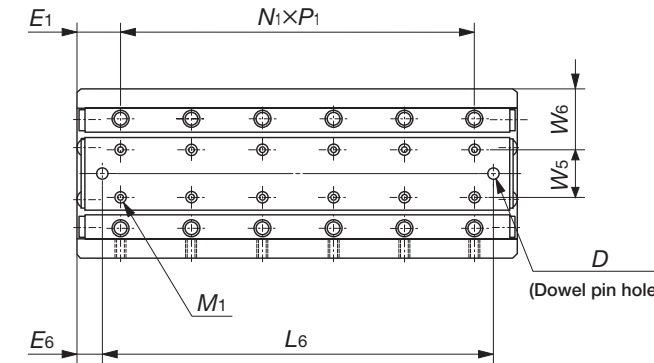 E₁
N₁×P₁
W₆
W₅
D
(Dowel pin hole
M₁
E₆
L₆